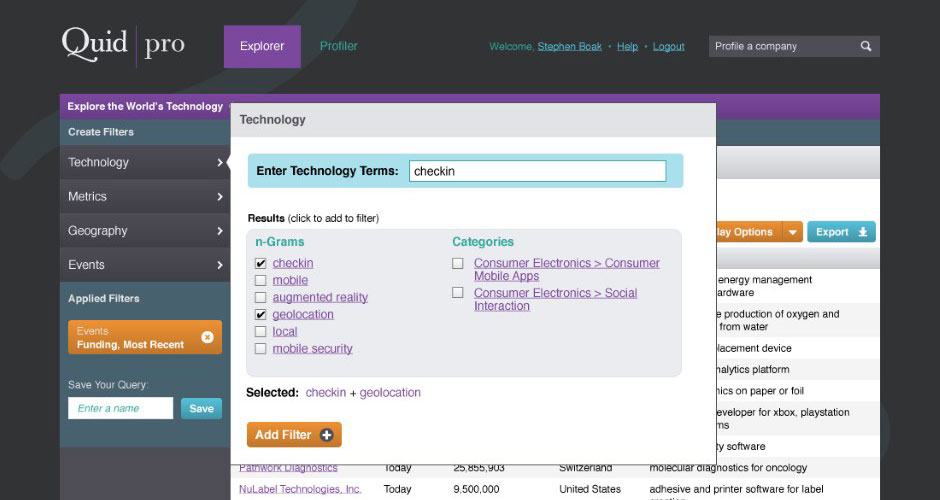 Quid pro
Explorer
Profiler
Welcome, Stephen Boak • Help • Logout
Profile a company
Explore the World's Technology
Create Filters
Technology
Metrics
Geography
Events
Applied Filters
Events
Funding, Most Recent
Save Your Query:
Enter a name
Save
Technology
Enter Technology Terms:
checkin
Results (click to add to filter)
n-Grams
checkin
mobile
augmented reality
geolocation
local
mobile security
Categories
Consumer Electronics > Consumer
Mobile Apps
Consumer Electronics > Social
Interaction
Selected: checkin + geolocation
Add Filter
lay Options
Export
energy management
ardware
e production of oxygen and
from water
lacement device
nalytics platform
nics on paper or foil
eveloper for xbox, playstation
ms
ty software
Pathwork Diagnostics Today 25,855,903 Switzerland molecular diagnostics for oncology
NuLabel Technologies, Inc. Today 9,500,000 United States adhesive and printer software for label